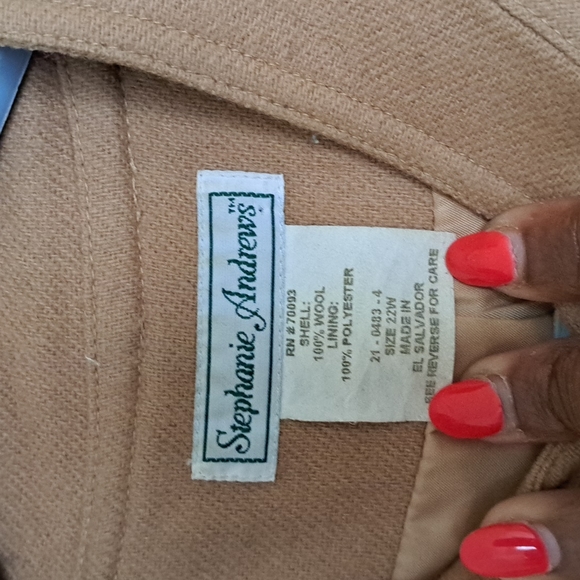 Stephanie Andrews™
RN # 70093
SHELL:
100% WOOL
LINING:
100% POLYESTER
21 - 0483 - 4
SIZE 22W
MADE IN
EL SALVADOR
SEE REVERSE FOR CARE